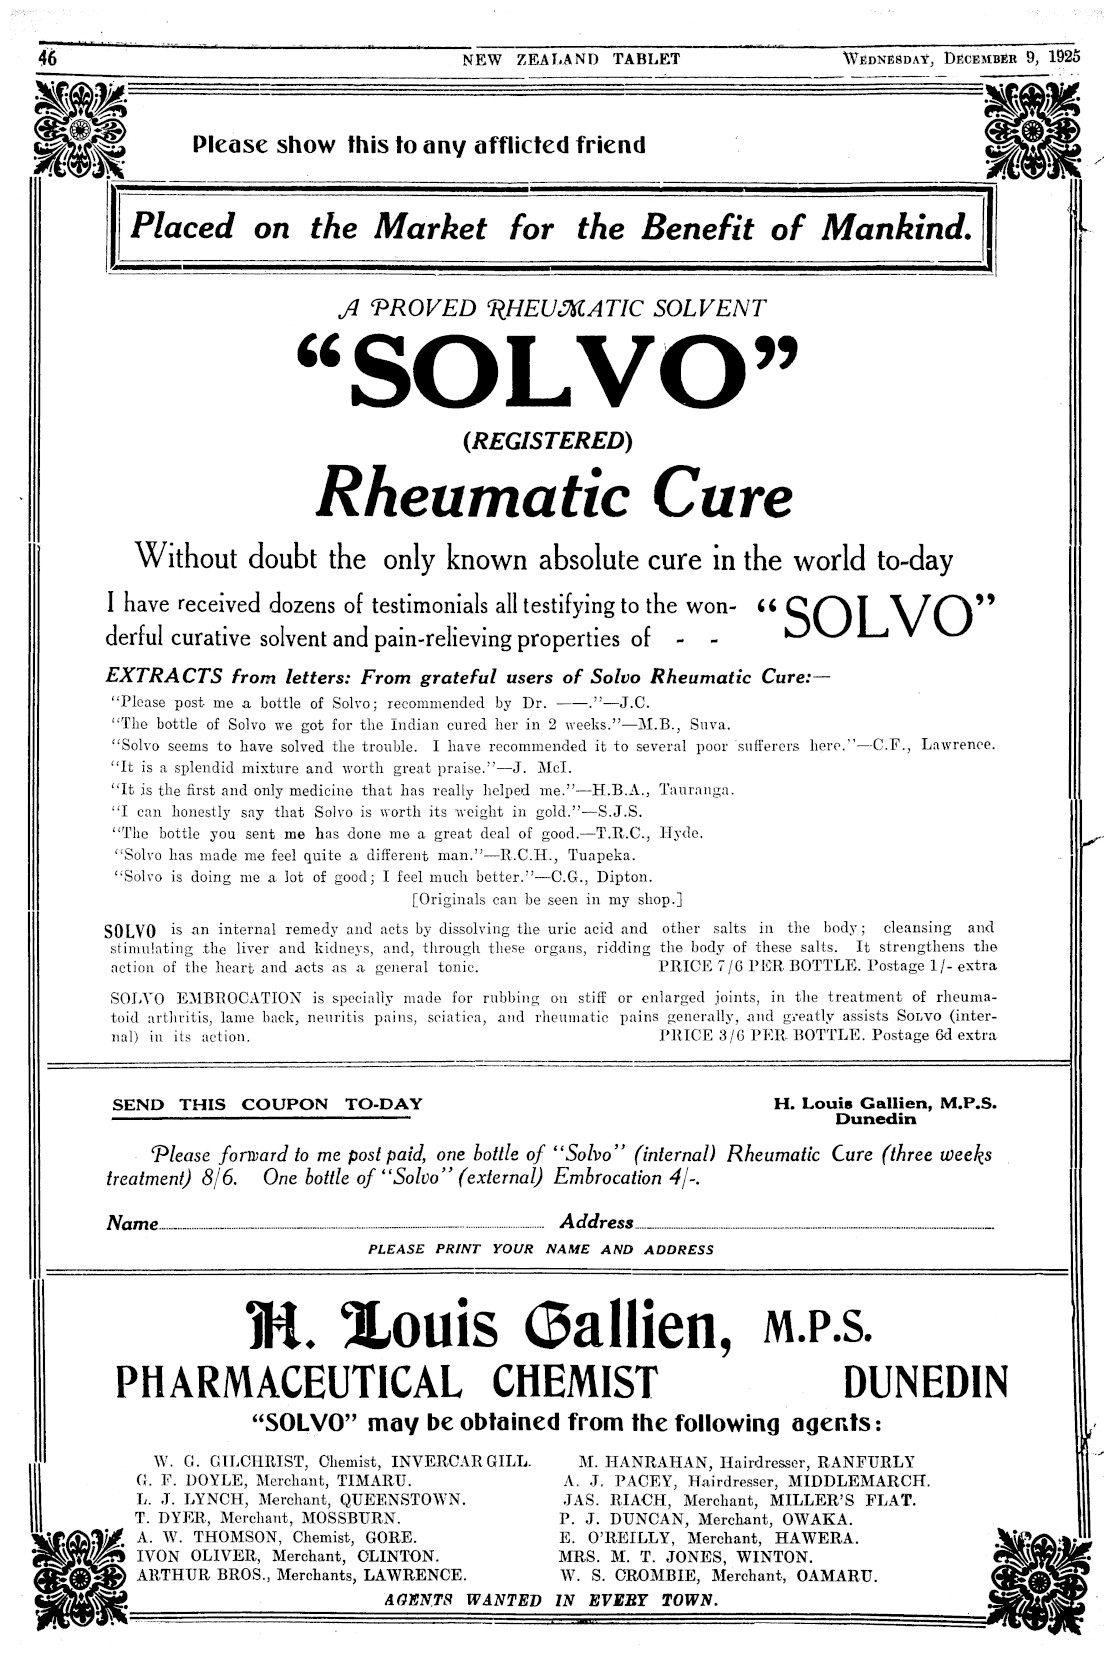 46 NEW ZEALAND TABLET WEDNESDAY, DECEMBER 9, 1925
Please show this to any afflicted friend
Placed on the Market for the Benefit of Mankind.
A PROVED RHEUMATIC SOLVENT
"SOLVO"
(REGISTERED)
Rheumatic Cure
Without doubt the only known absolute cure in the world to-day
I have received dozens of testimonials all testifying to the won-
derful curative solvent and pain-relieving properties of - - "SOLVO"
EXTRACTS from letters: From grateful users of Solvo Rheumatic Cure:—
"Please post me a bottle of Solvo; recommended by Dr. ——."—J.C.
"The bottle of Solvo we got for the Indian cured her in 2 weeks."—M.B., Suva.
"Solvo seems to have solved the trouble. I have recommended it to several poor sufferers here."—C.F., Lawrence.
"It is a splendid mixture and worth great praise."—J. McI.
"It is the first and only medicine that has really helped me."—H.B.A., Tauranga.
"I can honestly say that Solvo is worth its weight in gold."—S.J.S.
"The bottle you sent me has done me a great deal of good.—T.R.C., Hyde.
"Solvo has made me feel quite a different man."—R.C.H., Tuapeka.
"Solvo is doing me a lot of good; I feel much better."—C.G., Dipton.
[Originals can be seen in my shop.]
SOLVO is an internal remedy and acts by dissolving the uric acid and other salts in the body; cleansing and
stimulating the liver and kidneys, and, through these organs, ridding the body of these salts. It strengthens the
action of the heart and acts as a general tonic. PRICE 7/6 PER BOTTLE. Postage 1/- extra
SOLVO EMBROCATION is specially made for rubbing on stiff or enlarged joints, in the treatment of rheuma-
toid arthritis, lame back, neuritis pains, sciatica, and rheumatic pains generally, and greatly assists SOLVO (inter-
nal) in its action. PRICE 3/6 PER BOTTLE. Postage 6d extra
SEND THIS COUPON TO-DAY H. Louis Gallien, M.P.S.
Dunedin
Please forward to me post paid, one bottle of "Solvo" (internal) Rheumatic Cure (three weeks
treatment) 8/6. One bottle of "Solvo" (external) Embrocation 4/-.
Name Address
PLEASE PRINT YOUR NAME AND ADDRESS
H. Louis Gallien, M.P.S.
PHARMACEUTICAL CHEMIST DUNEDIN
"SOLVO" may be obtained from the following agents:
W. G. GILCHRIST, Chemist, INVERCARGILL.
G. F. DOYLE, Merchant, TIMARU.
L. J. LYNCH, Merchant, QUEENSTOWN.
T. DYER, Merchant, MOSSBURN.
A. W. THOMSON, Chemist, GORE.
IVON OLIVER, Merchant, CLINTON.
ARTHUR BROS., Merchants, LAWRENCE.
M. HANRAHAN, Hairdresser, RANFURLY
A. J. PACEY, Hairdresser, MIDDLEMARCH.
JAS. RIACH, Merchant, MILLER'S FLAT.
P. J. DUNCAN, Merchant, OWAKA.
E. O'REILLY, Merchant, HAWERA.
MRS. M. T. JONES, WINTON.
W. S. CROMBIE, Merchant, OAMARU.
AGENTS WANTED IN EVERY TOWN.